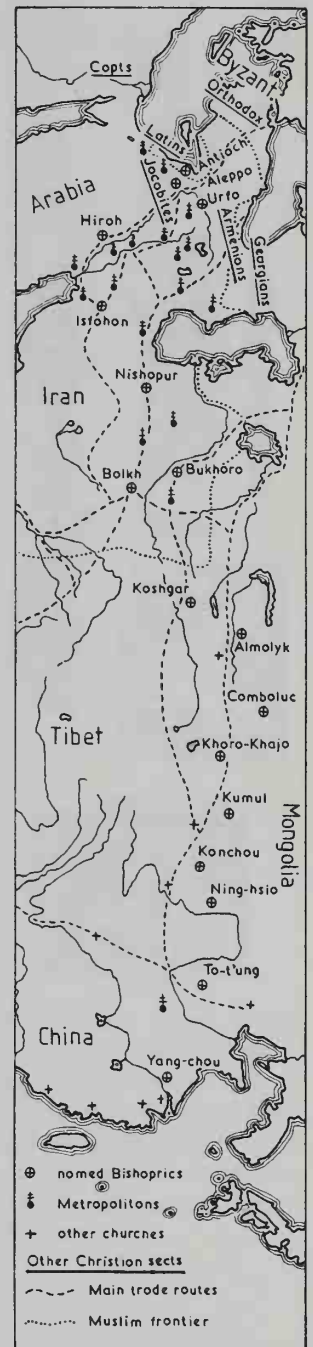 Copts
Byzant
Orthodox
Latins
Antioch
Jacobites
Aleppo
Urfa
Arabia
Hirah
Armenians
Georgians
Isfahan
Nishapur
Iran
Balkh
Bukhara
Kashgar
Almalyk
Cambaluc
Tibet
Khara-Khajo
Kumul
Mongolia
Kanchou
Ning-hsia
Ta-t'ung
China
Yang-chou
named Bishoprics
Metropolitans
other churches
Other Christian sects
Main trade routes
Muslim frontier